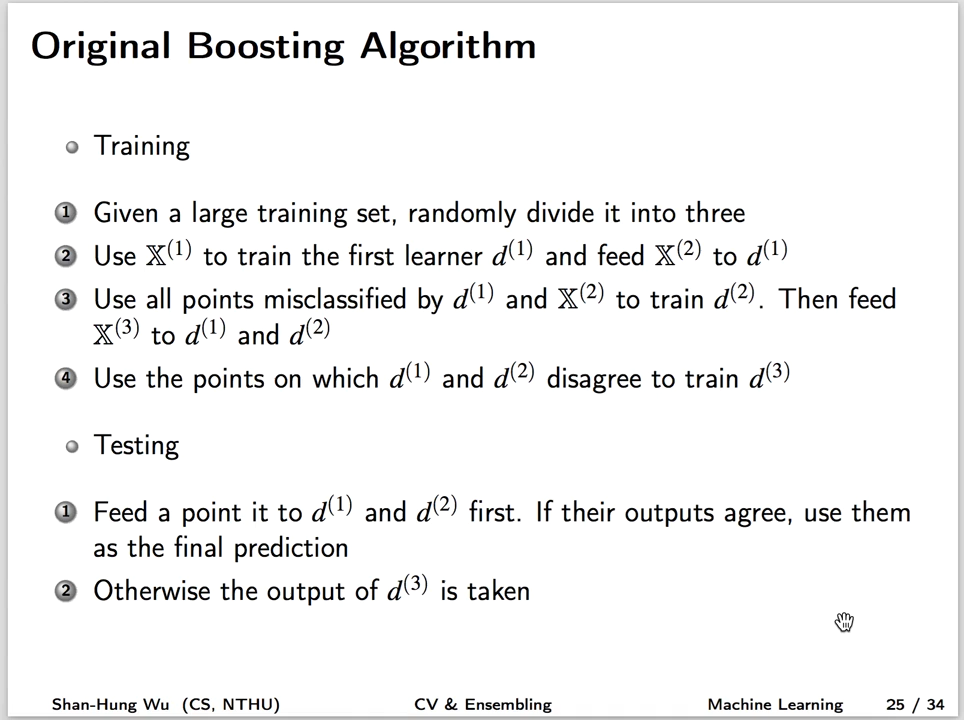 Original Boosting Algorithm
Training
1 Given a large training set, randomly divide it into three
2 Use 𝕏⁽¹⁾ to train the first learner d⁽¹⁾ and feed 𝕏⁽²⁾ to d⁽¹⁾
3 Use all points misclassified by d⁽¹⁾ and 𝕏⁽²⁾ to train d⁽²⁾. Then feed
𝕏⁽³⁾ to d⁽¹⁾ and d⁽²⁾
4 Use the points on which d⁽¹⁾ and d⁽²⁾ disagree to train d⁽³⁾
Testing
1 Feed a point it to d⁽¹⁾ and d⁽²⁾ first. If their outputs agree, use them
as the final prediction
2 Otherwise the output of d⁽³⁾ is taken
Shan-Hung Wu (CS, NTHU) CV & Ensembling Machine Learning 25 / 34